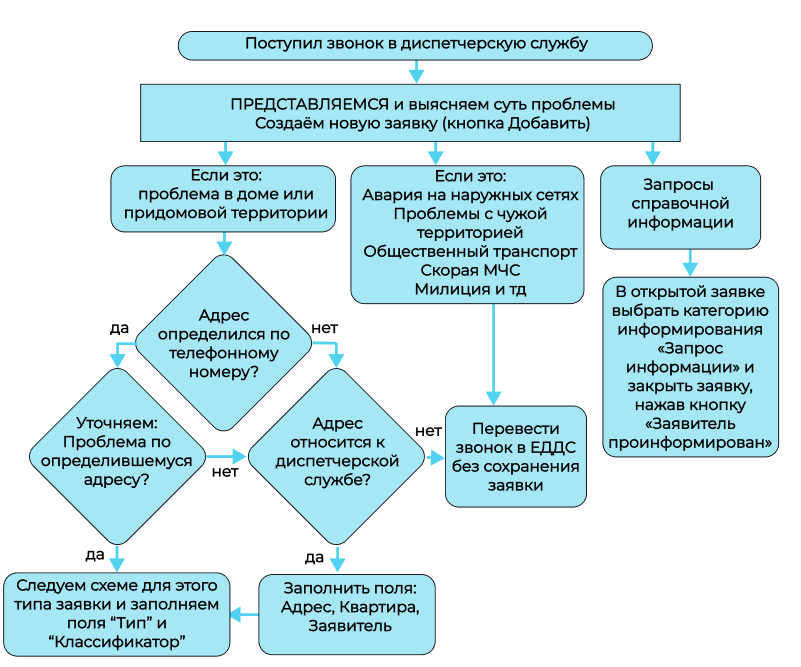 Поступил звонок в диспетчерскую службу
ПРЕДСТАВЛЯЕМСЯ и выясняем суть проблемы
Создаём новую заявку (кнопка Добавить)
Если это:
проблема в доме или
придомовой территории
Если это:
Авария на наружных сетях
Проблемы с чужой
территорией
Общественный транспорт
Скорая МЧС
Милиция и тд
Запросы
справочной
информации
Адрес
определился по
телефонному
номеру?
да
нет
В открытой заявке
выбрать категорию
информирования
«Запрос
информации» и
закрыть заявку,
нажав кнопку
«Заявитель
проинформирован»
Уточняем:
Проблема по
определившемуся
адресу?
нет
Адрес
относится к
диспетчерской
службе?
нет
Перевести
звонок в ЕДДС
без сохранения
заявки
да
да
Следуем схеме для этого
типа заявки и заполняем
поля “Тип” и
“Классификатор”
Заполнить поля:
Адрес, Квартира,
Заявитель